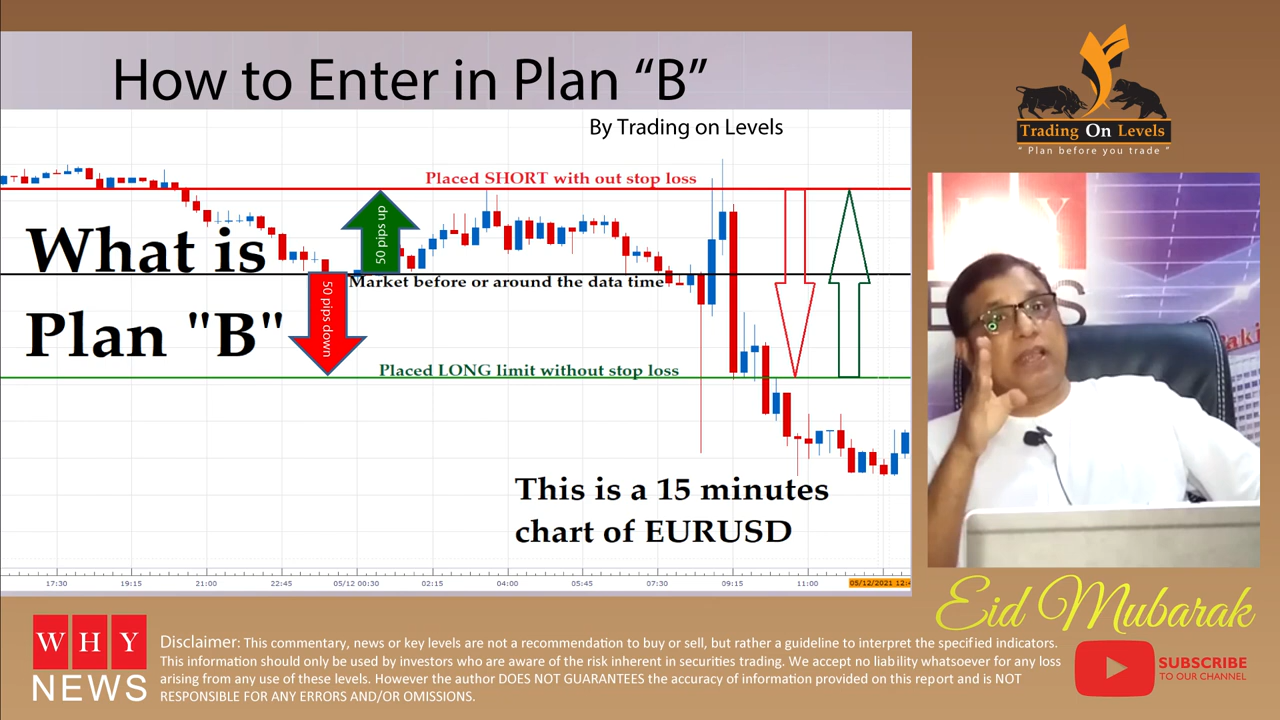 How to Enter in Plan “B”
By Trading on Levels
Placed SHORT with out stop loss
50 pips up
What is
Plan "B"
Market before or around the data time
50 pips down
Placed LONG limit without stop loss
This is a 15 minutes
chart of EURUSD
17:30 19:15 21:00 22:45 05/12 00:30 02:15 04:00 05:45 07:30 09:15 11:00 05/12/2021
Trading On Levels
“ Plan before you trade ”
Eid Mubarak
WHY
NEWS
Disclaimer: This commentary, news or key levels are not a recommendation to buy or sell, but rather a guideline to interpret the specified indicators.
This information should only be used by investors who are aware of the risk inherent in securities trading. We accept no liability whatsoever for any loss
arising from any use of these levels. However the author DOES NOT GUARANTEES the accuracy of information provided on this report and is NOT
RESPONSIBLE FOR ANY ERRORS AND/OR OMISSIONS.
SUBSCRIBE
TO OUR CHANNEL